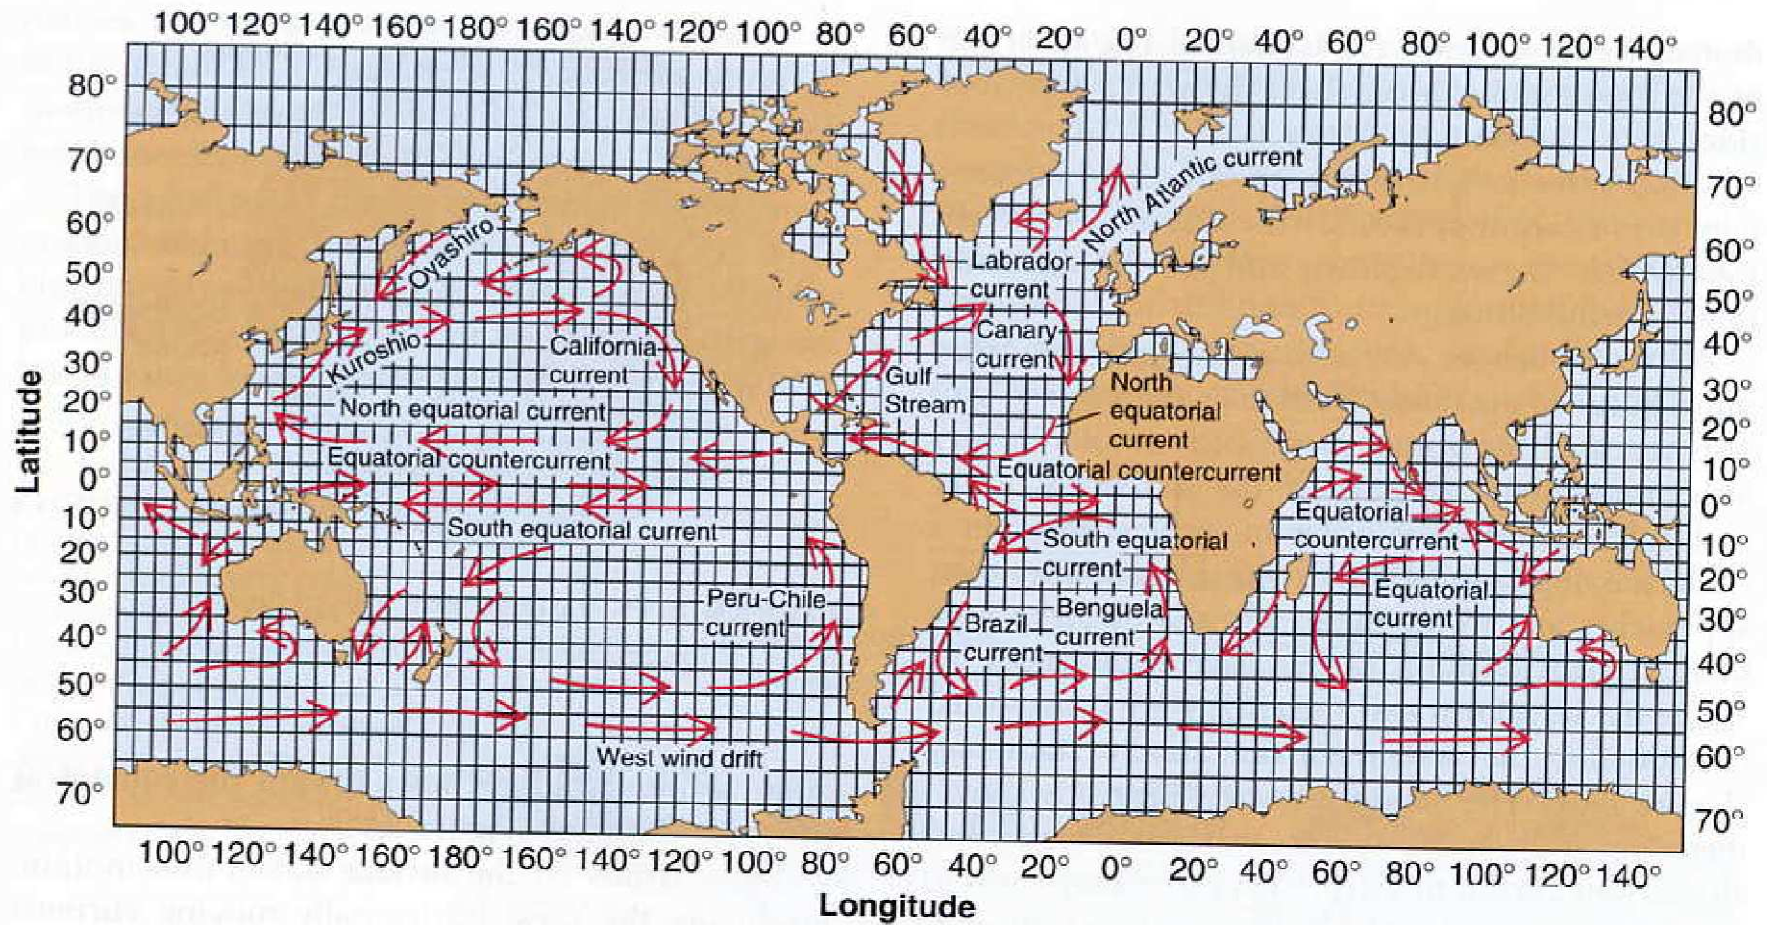 100° 120° 140° 160° 180° 160° 140° 120° 100° 80° 60° 40° 20° 0° 20° 40° 60° 80° 100° 120° 140°
Latitude
80°
70°
60°
50°
40°
30°
20°
10°
0°
10°
20°
30°
40°
50°
60°
70°
Oyashiro
Kuroshio
California
current
North equatorial current
Equatorial countercurrent
South equatorial current
Peru-Chile
current
West wind drift
North Atlantic current
Labrador
current
Canary
current
Gulf
Stream
North
equatorial
current
Equatorial countercurrent
South equatorial
current
Benguela
current
Brazil
current
Equatorial
countercurrent
Equatorial
current
80°
70°
60°
50°
40°
30°
20°
10°
0°
10°
20°
30°
40°
50°
60°
70°
100° 120° 140° 160° 180° 160° 140° 120° 100° 80° 60° 40° 20° 0° 20° 40° 60° 80° 100° 120° 140°
Longitude